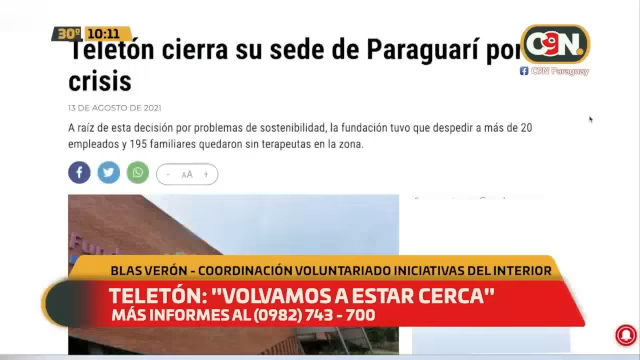 30º 10:11
Teletón cierra su sede de Paraguarí por
crisis
C9N
C9N Paraguay
13 DE AGOSTO DE 2021
A raíz de esta decisión por problemas de sostenibilidad, la fundación tuvo que despedir a más de 20
empleados y 195 familiares quedaron sin terapeutas en la zona.
- AA +
BLAS VERÓN - COORDINACIÓN VOLUNTARIADO INICIATIVAS DEL INTERIOR
TELETÓN: "VOLVAMOS A ESTAR CERCA"
MÁS INFORMES AL (0982) 743 - 700